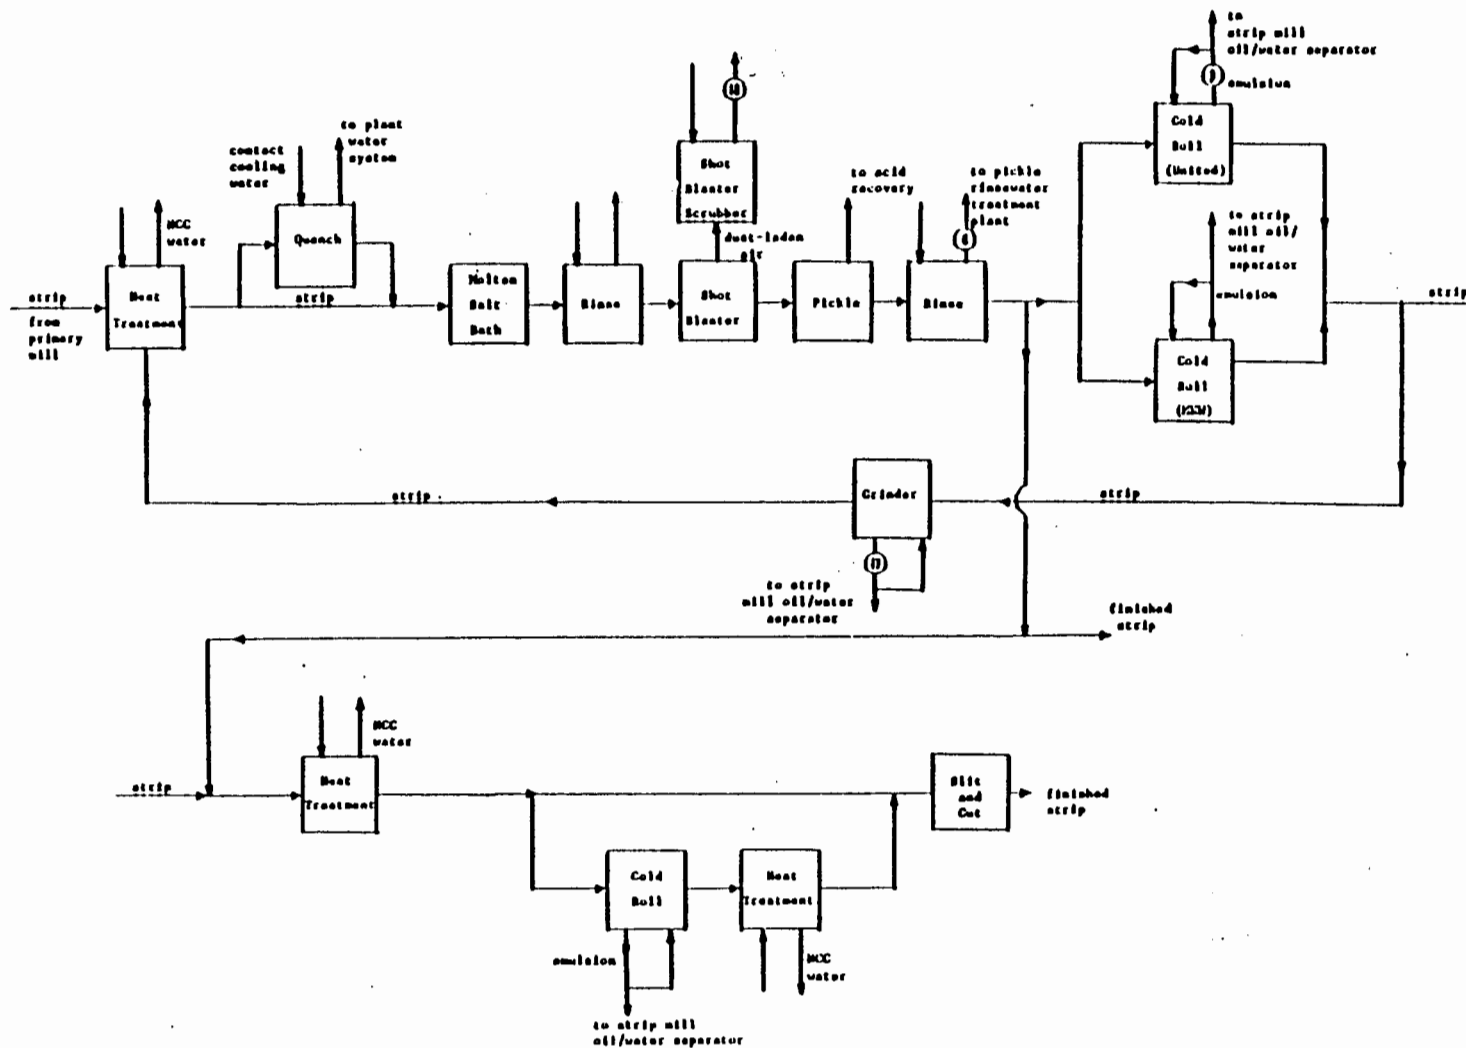 to
strip mill
oil/water separator
emulsion
Cold
Roll
(United)
to plant
water
system
contact
cooling
water
Quench
NCC
water
Shot
Blaster
Scrubber
dust-laden
air
to acid
recovery
to pickle
rinsewater
treatment
plant
to strip
mill oil/
water
separator
emulsion
strip
from
primary
mill
Heat
Treatment
strip
Molten
Salt
Bath
Rinse
Shot
Blaster
Pickle
Rinse
Cold
Roll
strip
strip
Grinder
strip
to strip
mill oil/water
separator
finished
strip
NCC
water
strip
Heat
Treatment
Slit
and
Cut
finished
strip
Cold
Roll
Heat
Treatment
emulsion
NCC
water
to strip mill
oil/water separator